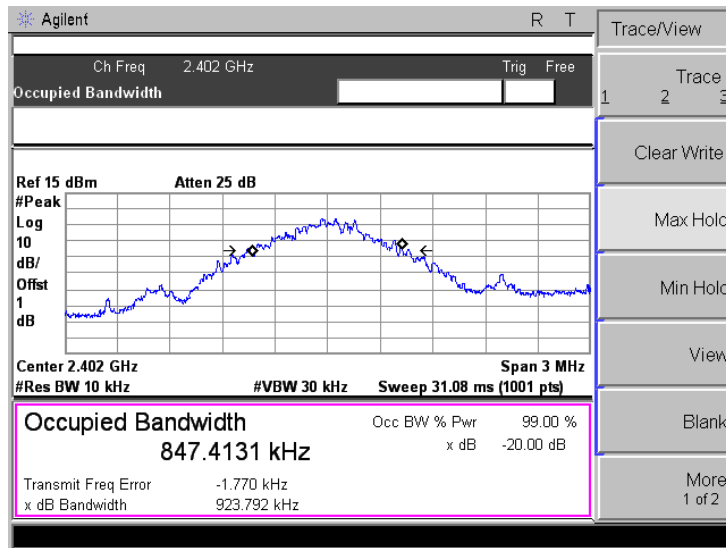 Agilent R T
Trace/View
Ch Freq 2.402 GHz Trig Free
Occupied Bandwidth
Trace
1 2 3
Clear Write
Max Hold
Ref 15 dBm Atten 25 dB
#Peak
Log
10
dB/
Offst
1
dB
Min Hold
View
Center 2.402 GHz Span 3 MHz
#Res BW 10 kHz #VBW 30 kHz Sweep 31.08 ms (1001 pts)
Blank
Occupied Bandwidth Occ BW % Pwr 99.00 %
847.4131 kHz x dB -20.00 dB
Transmit Freq Error -1.770 kHz
x dB Bandwidth 923.792 kHz
More
1 of 2